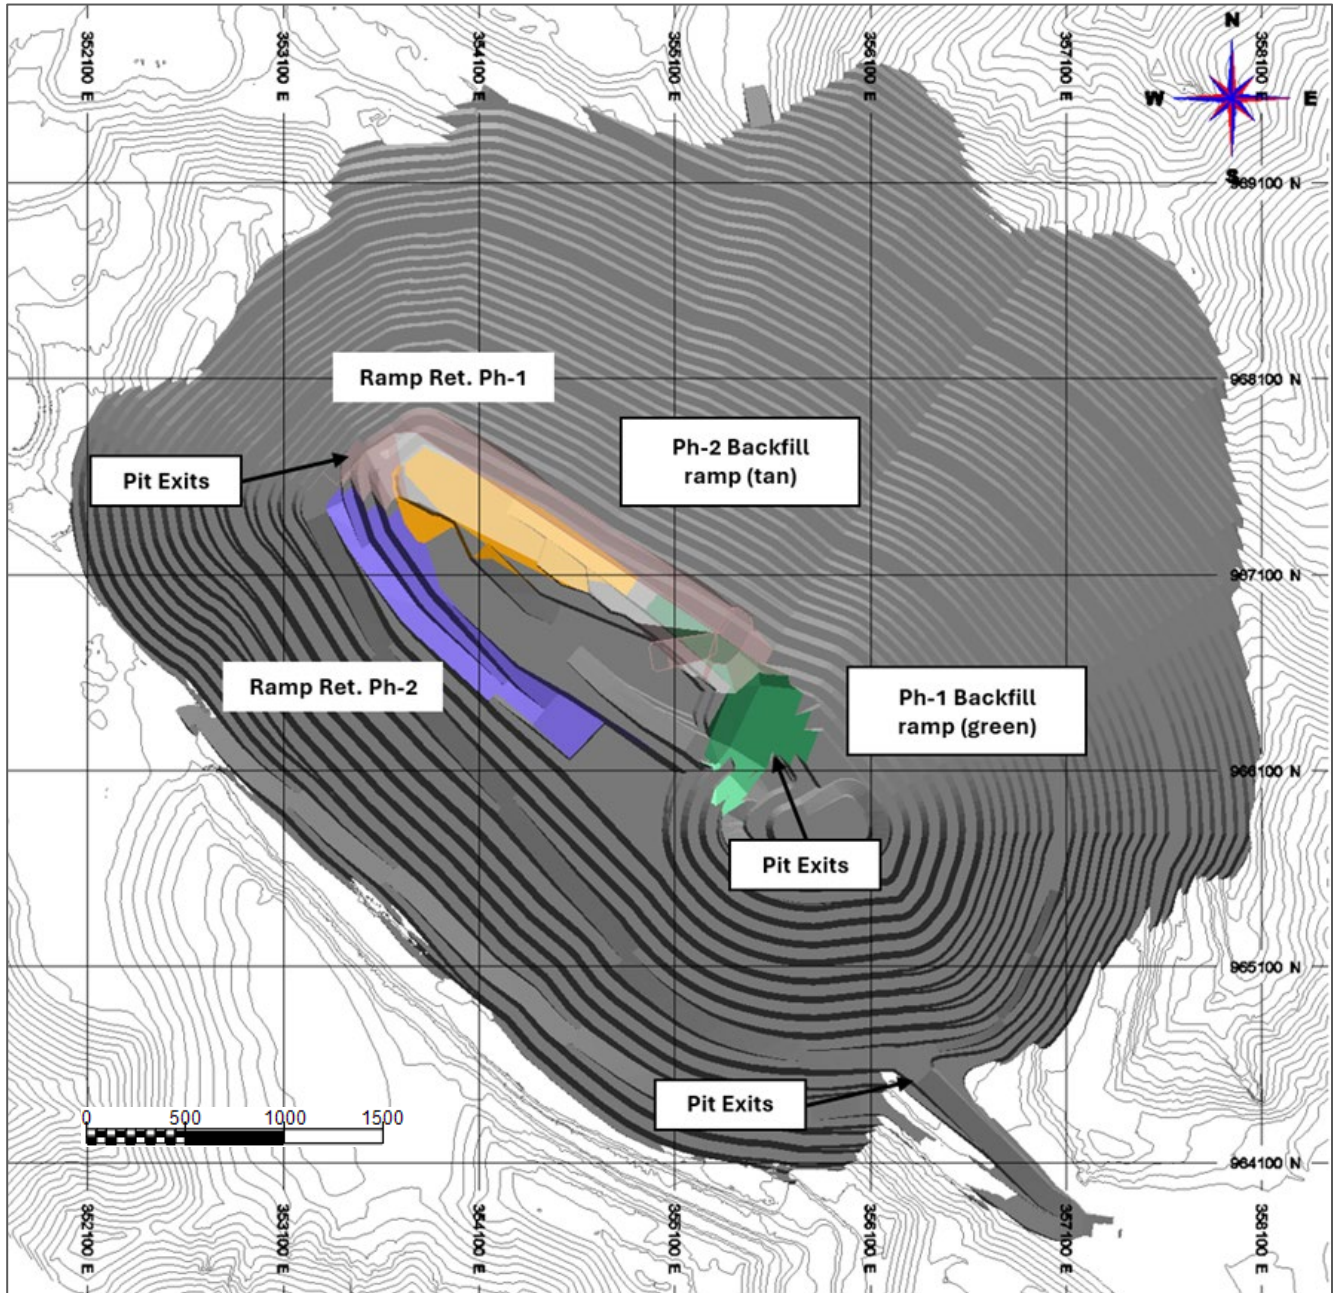 N
352100 E
353100 E
354100 E
355100 E
356100 E
357100 E
358100 E
W
E
S
969100 N
Ramp Ret. Ph-1
968100 N
Ph-2 Backfill
ramp (tan)
Pit Exits
967100 N
Ramp Ret. Ph-2
Ph-1 Backfill
ramp (green)
966100 N
Pit Exits
965100 N
Pit Exits
0 500 1000 1500
964100 N
352100 E
353100 E
354100 E
355100 E
356100 E
357100 E
358100 E